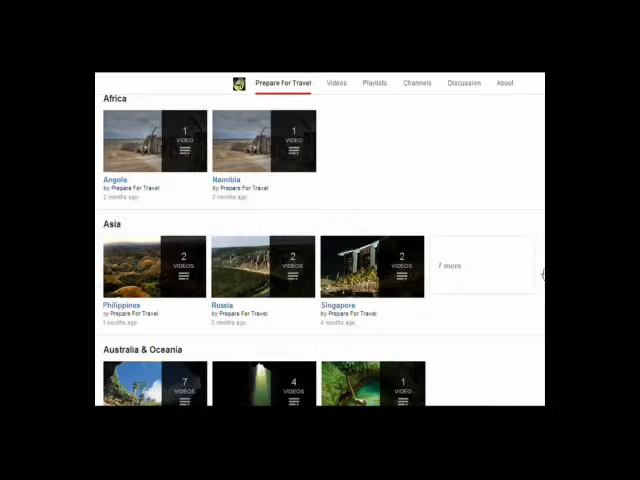 Prepare For Travel Videos Playlists Channels Discussion About
Africa
1 VIDEO
1 VIDEO
Angola
by Prepare For Travel
2 months ago
Namibia
by Prepare For Travel
2 months ago
Asia
2 VIDEOS
2 VIDEOS
2 VIDEOS
7 more
Philippines
by Prepare For Travel
Russia
by Prepare For Travel
5 months ago
Singapore
by Prepare For Travel
4 months ago
Australia & Oceania
7 VIDEOS
4 VIDEOS
1 VIDEO